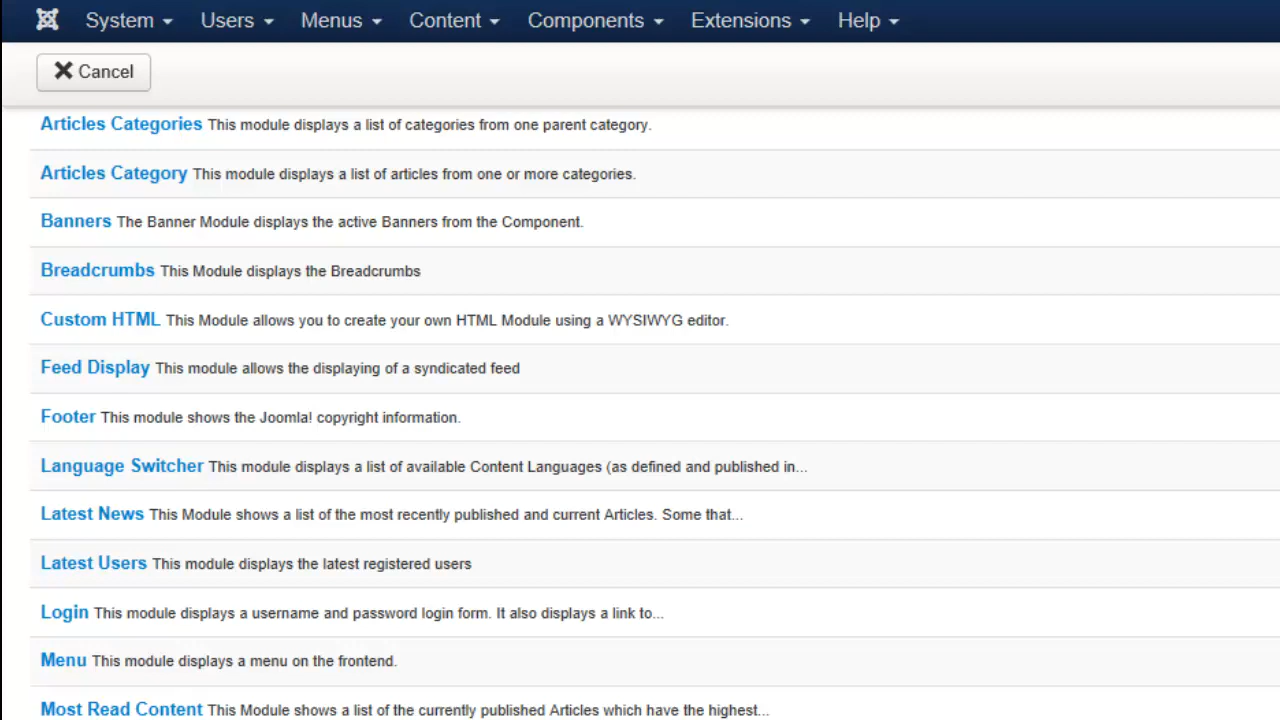 System Users Menus Content Components Extensions Help
Cancel
Articles Categories This module displays a list of categories from one parent category.
Articles Category This module displays a list of articles from one or more categories.
Banners The Banner Module displays the active Banners from the Component.
Breadcrumbs This Module displays the Breadcrumbs
Custom HTML This Module allows you to create your own HTML Module using a WYSIWYG editor.
Feed Display This module allows the displaying of a syndicated feed
Footer This module shows the Joomla! copyright information.
Language Switcher This module displays a list of available Content Languages (as defined and published in...
Latest News This Module shows a list of the most recently published and current Articles. Some that...
Latest Users This module displays the latest registered users
Login This module displays a username and password login form. It also displays a link to...
Menu This module displays a menu on the frontend.
Most Read Content This Module shows a list of the currently published Articles which have the highest...